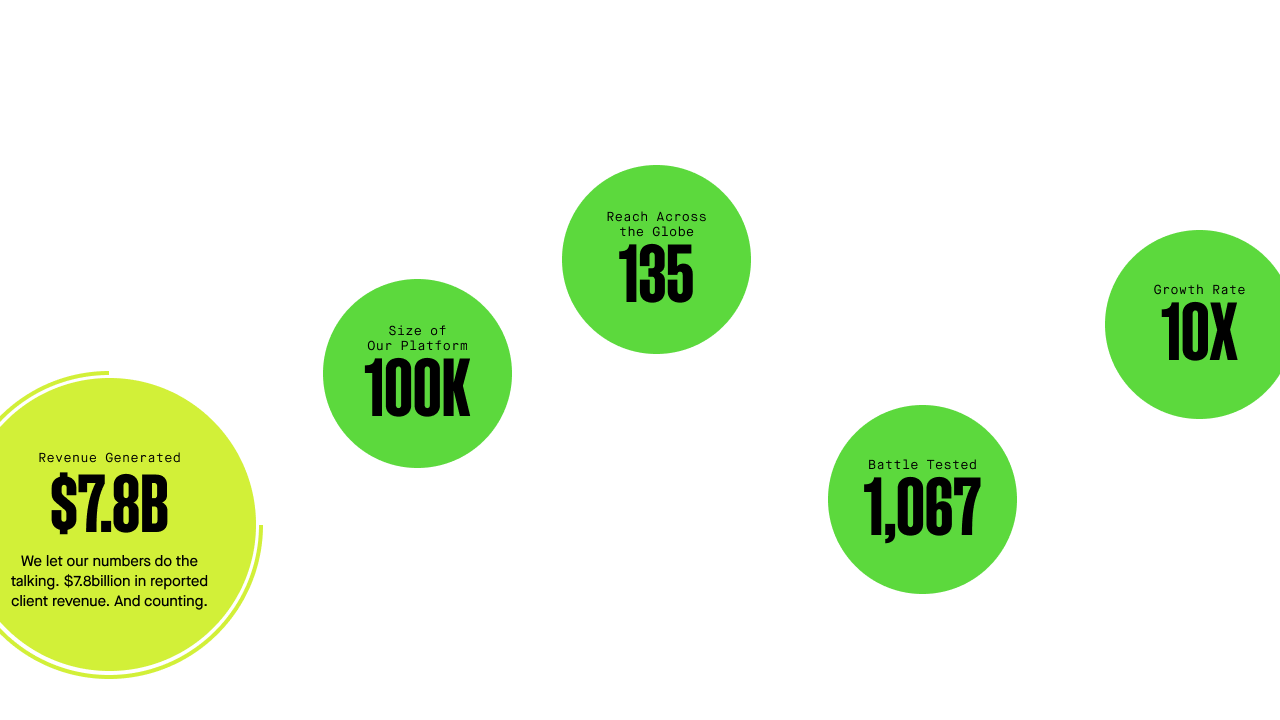 Revenue Generated
$7.8B
We let our numbers do the
talking. $7.8billion in reported
client revenue. And counting.
Size of
Our Platform
100K
Reach Across
the Globe
135
Battle Tested
1,067
Growth Rate
10X